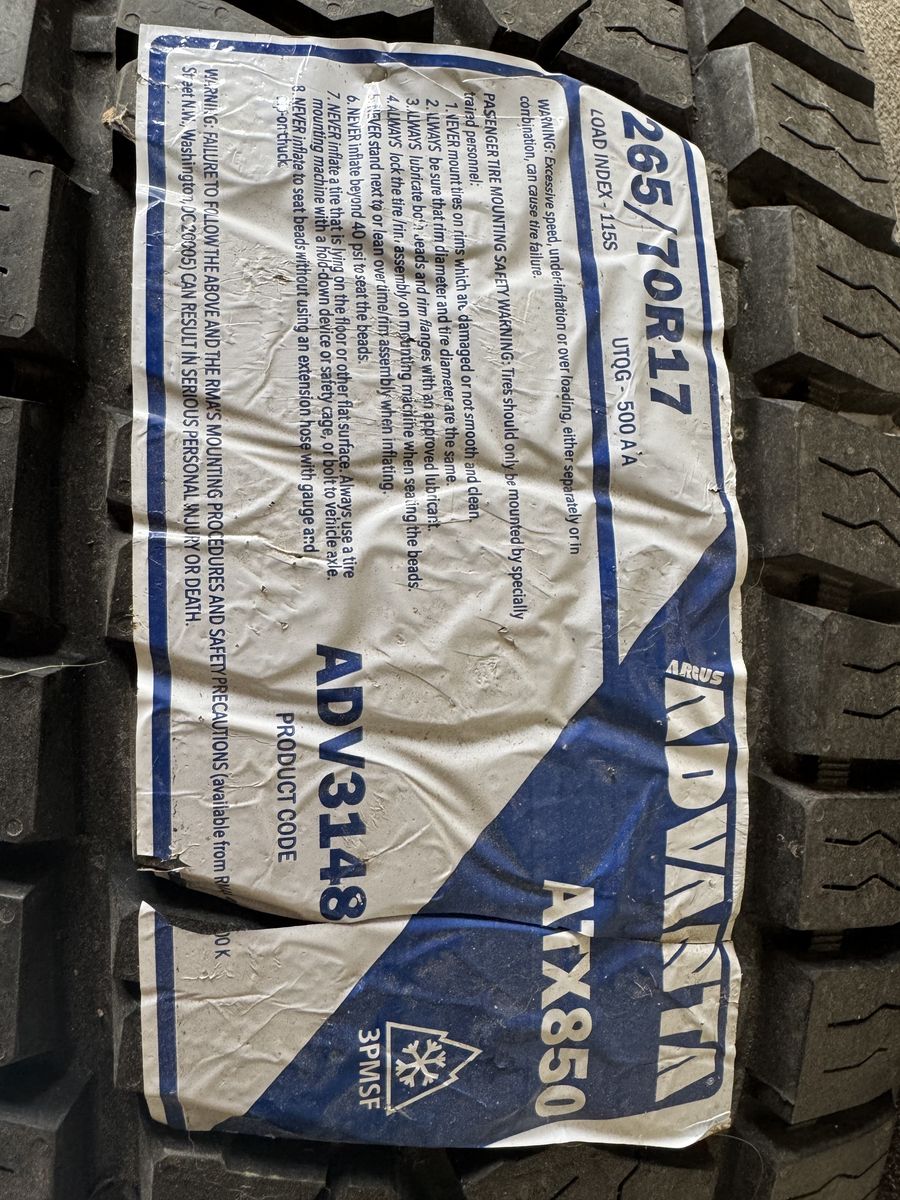 265/70R17
LOAD INDEX - 115S
UTQG - 500 A A
ARGUS
ADVANTA
ATX850
3PMSF
WARNING: Excessive speed, under-inflation or over loading, either separately or in
combination, can cause tire failure.
PASENGER TIRE MOUNTING SAFETY WARNING: Tires should only be mounted by specially
trained personnel:
1. NEVER mount tires on rims which are damaged or not smooth and clean.
2. ALWAYS be sure that rim diameter and tire diameter are the same.
3. ALWAYS lubricate both beads and rim flanges with an approved lubricant.
4. ALWAYS lock the tire/rim assembly on mounting machine when seating the beads.
5. NEVER stand next to or lean over time/rim assembly when inflating.
6. NEVER inflate beyond 40 psi to seat the beads.
7. NEVER inflate a tire that is lying on the floor or other flat surface. Always use a tire
mounting machine with a hold-down device or safety cage, or bolt to vehicle axle.
8. NEVER inflate to seat beads without using an extension hose with gauge and
clip-on chuck.
WARNING: FAILURE TO FOLLOW THE ABOVE AND THE RMA'S MOUNTING PROCEDURES AND SAFETY PRECAUTIONS (available from K
Street N.W. Washington, DC 20005) CAN RESULT IN SERIOUS PERSONAL INJURY OR DEATH.
ADV3148
PRODUCT CODE